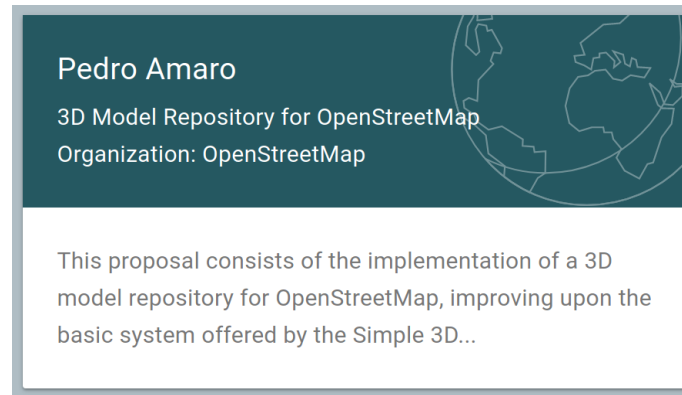 Pedro Amaro
3D Model Repository for OpenStreetMap
Organization: OpenStreetMap
This proposal consists of the implementation of a 3D
model repository for OpenStreetMap, improving upon the
basic system offered by the Simple 3D...